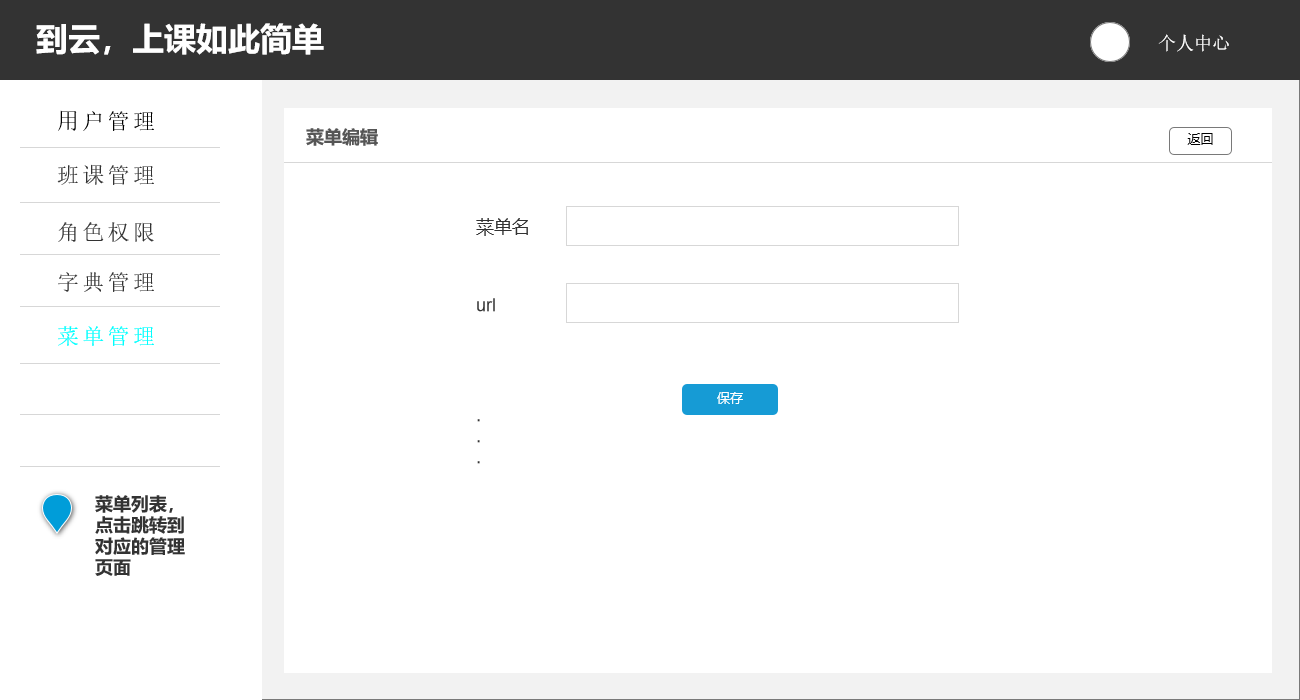 到云，上课如此简单
个人中心
用户管理
班课管理
角色权限
字典管理
菜单管理
菜单列表，
点击跳转到
对应的管理
页面
菜单编辑
返回
菜单名
url
保存
.
.
.